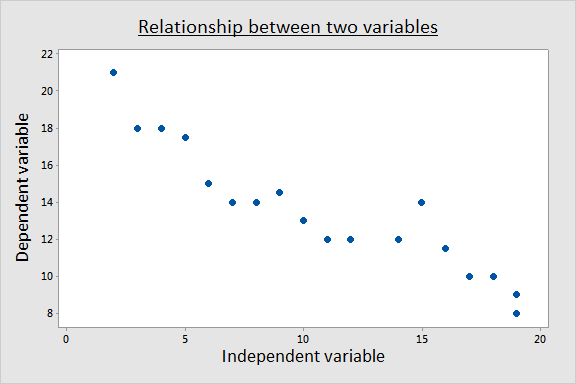 Relationship between two variables
22
20
18
16
14
12
10
8
Dependent variable
0 5 10 15 20
Independent variable